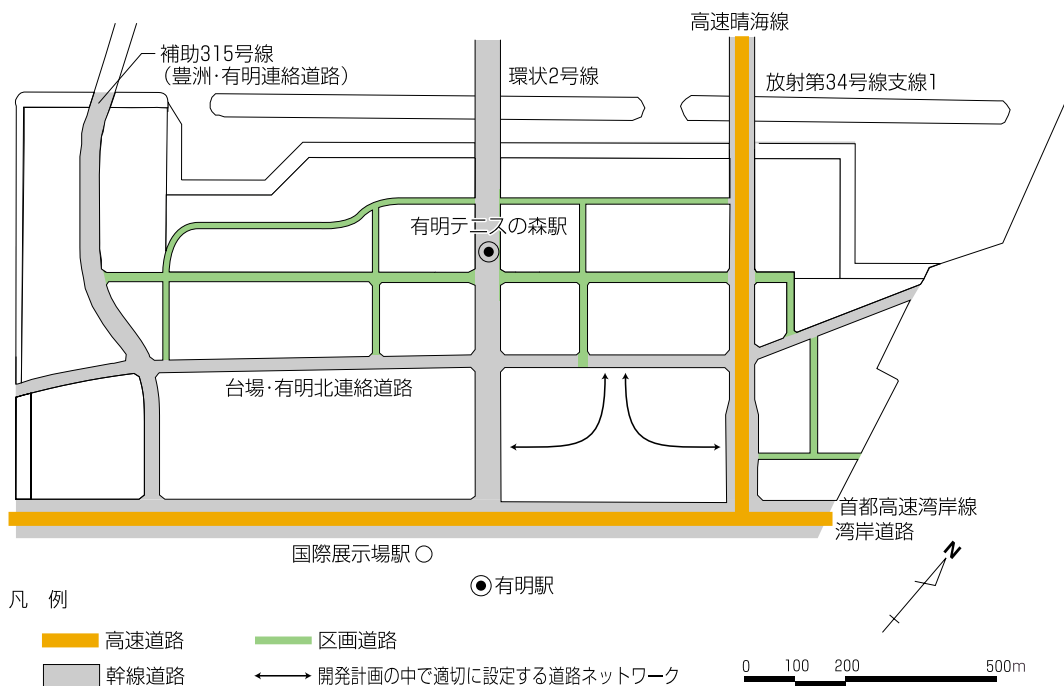 高速晴海線
補助315号線
（豊洲･有明連絡道路）
環状2号線
放射第34号線支線1
有明テニスの森駅
台場･有明北連絡道路
首都高速湾岸線
湾岸道路
国際展示場駅
有明駅
N
凡　例
高速道路
区画道路
幹線道路
開発計画の中で適切に設定する道路ネットワーク
0 100 200 500m